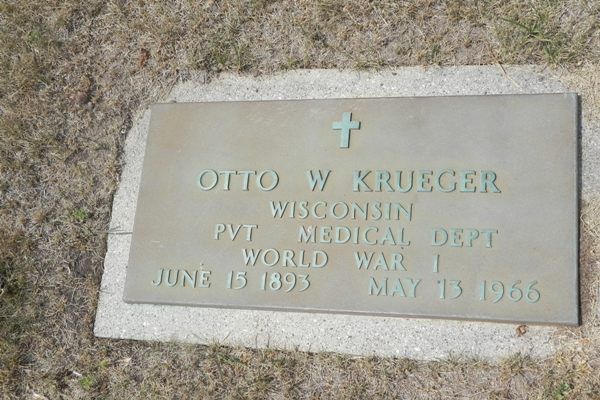 OTTO W KRUEGER
WISCONSIN
PVT MEDICAL DEPT
WORLD WAR I
JUNE 15 1893 MAY 13 1966